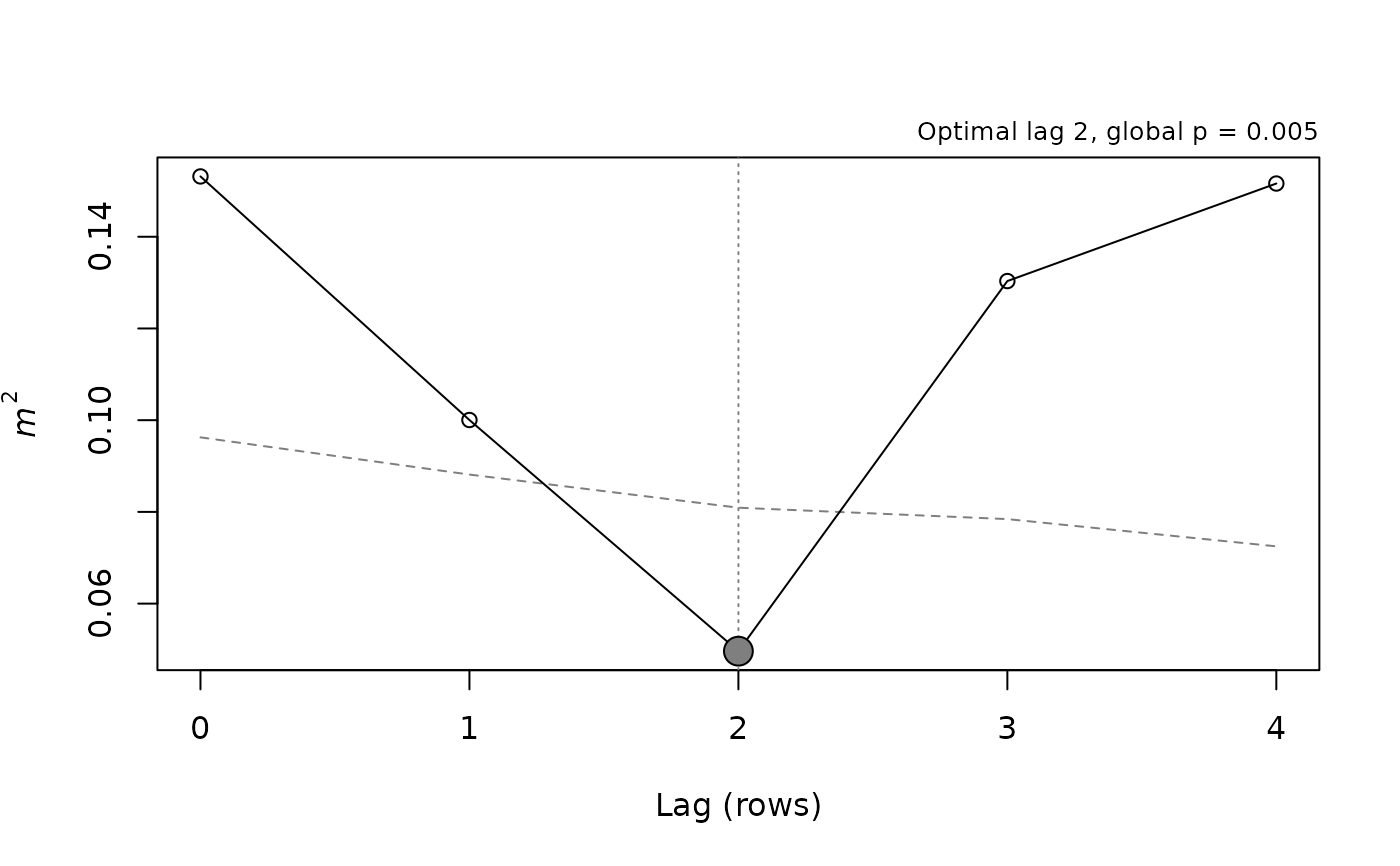 Optimal lag 2, global p = 0.005
0.14
0.10
0.06
m²
0 1 2 3 4
Lag (rows)